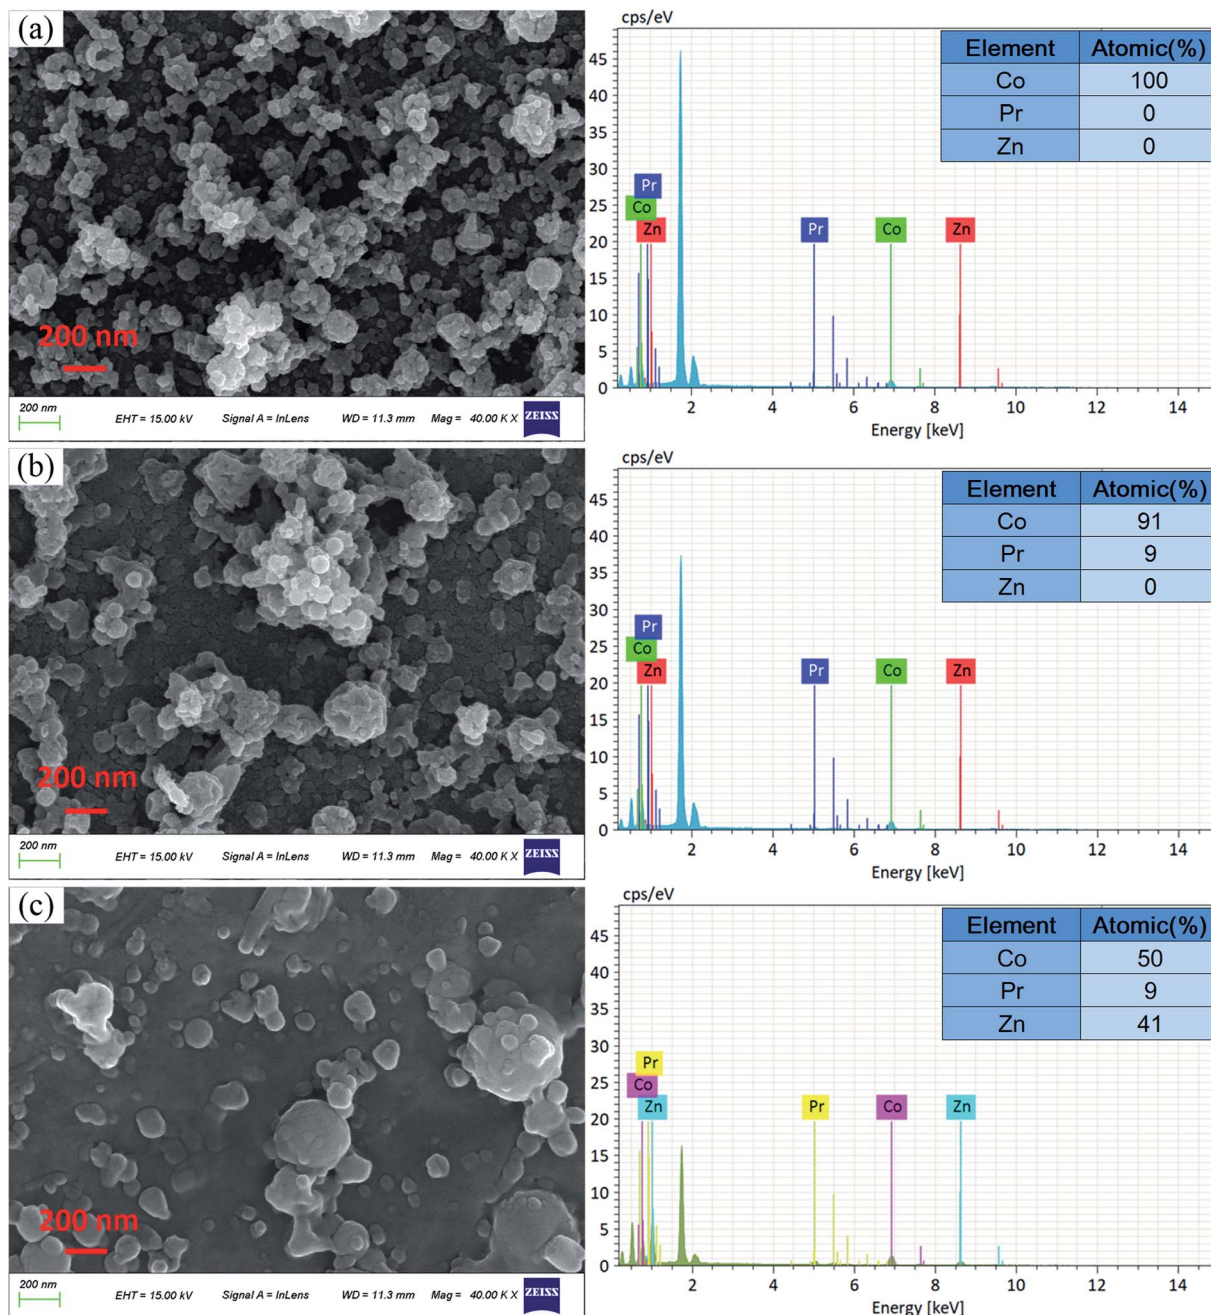 (a)
200 nm
200 nm
EHT = 15.00 kV Signal A = InLens WD = 11.3 mm Mag = 40.00 K X ZEISS
cps/eV
45
40
35
30
25
20
15
10
5
0
Pr
Co
Zn
Pr Co Zn
2 4 6 8 10 12 14
Energy [keV]
Element Atomic(%)
Co 100
Pr 0
Zn 0
(b)
200 nm
200 nm
EHT = 15.00 kV Signal A = InLens WD = 11.3 mm Mag = 40.00 K X ZEISS
cps/eV
45
40
35
30
25
20
15
10
5
0
Pr
Co
Zn
Pr Co Zn
2 4 6 8 10 12 14
Energy [keV]
Element Atomic(%)
Co 91
Pr 9
Zn 0
(c)
200 nm
200 nm
EHT = 15.00 kV Signal A = InLens WD = 11.3 mm Mag = 40.00 K X ZEISS
cps/eV
45
40
35
30
25
20
15
10
5
0
Pr
Co
Zn
Pr Co Zn
2 4 6 8 10 12 14
Energy [keV]
Element Atomic(%)
Co 50
Pr 9
Zn 41